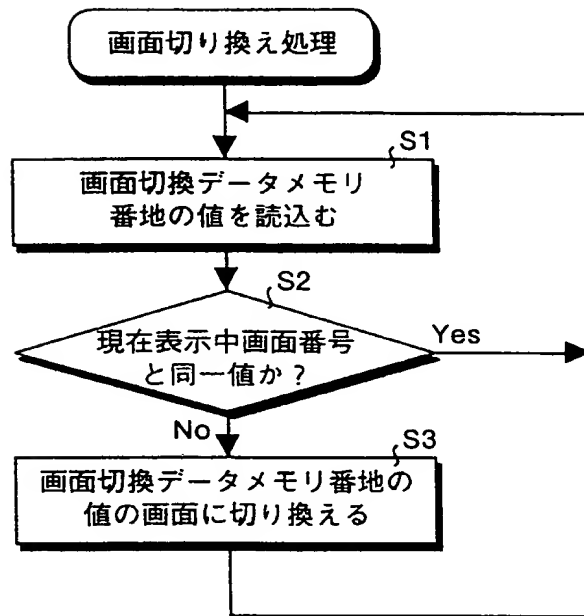 画面切り換え処理
S1
画面切換データメモリ
番地の値を読込む
S2
現在表示中画面番号
と同一値か？
Yes
No
S3
画面切換データメモリ番地の
値の画面に切り換える